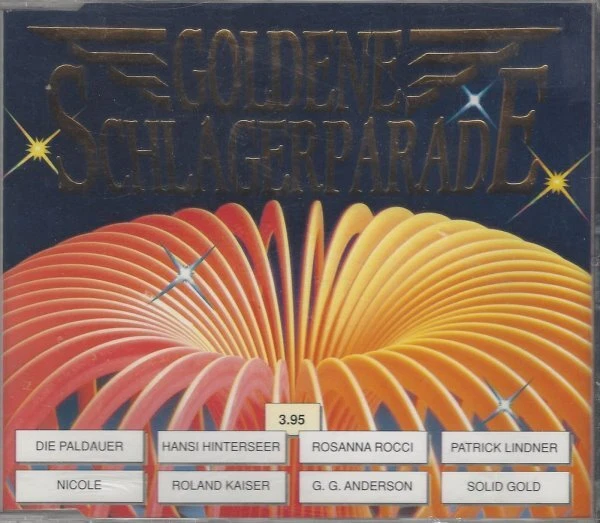 GOLDENE
SCHLAGERPARADE
3.95
DIE PALDAUER HANSI HINTERSEER ROSANNA ROCCI PATRICK LINDNER
NICOLE ROLAND KAISER G. G. ANDERSON SOLID GOLD